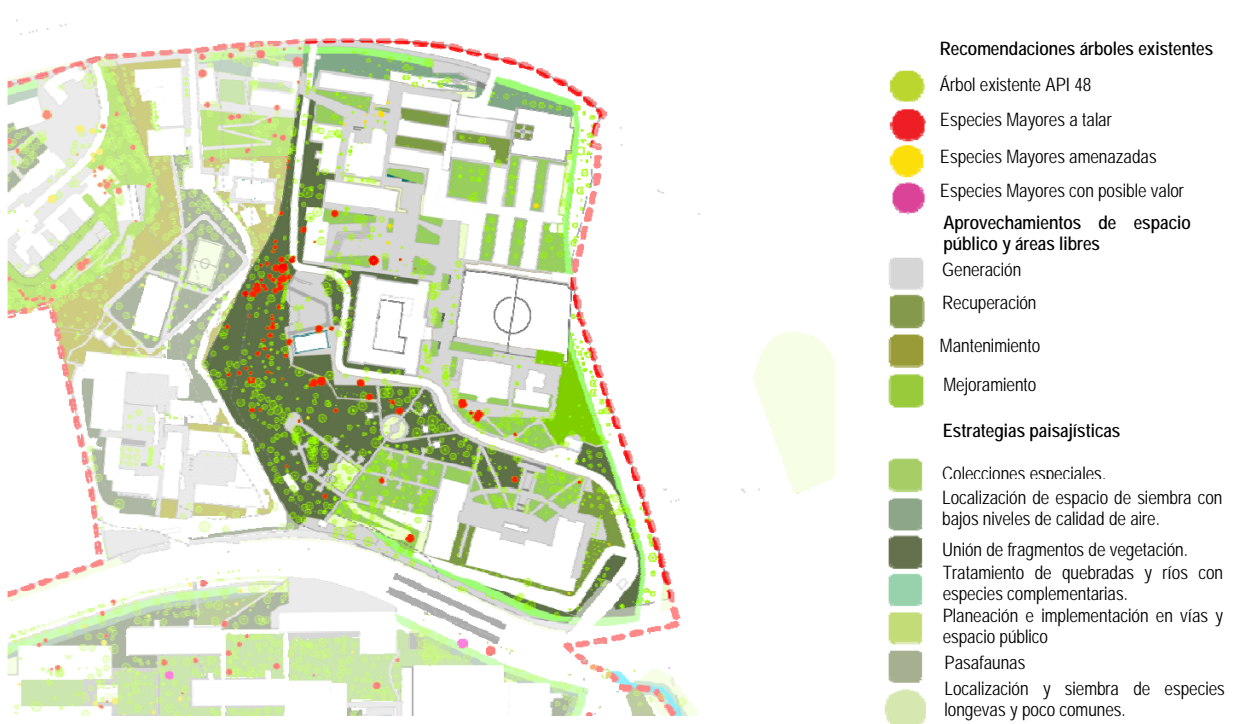 Recomendaciones árboles existentes
Árbol existente API 48
Especies Mayores a talar
Especies Mayores amenazadas
Especies Mayores con posible valor
Aprovechamientos de espacio
público y áreas libres
Generación
Recuperación
Mantenimiento
Mejoramiento
Estrategias paisajísticas
Colecciones especiales.
Localización de espacio de siembra con
bajos niveles de calidad de aire.
Unión de fragmentos de vegetación.
Tratamiento de quebradas y ríos con
especies complementarias.
Planeación e implementación en vías y
espacio público
Pasafaunas
Localización y siembra de especies
longevas y poco comunes.